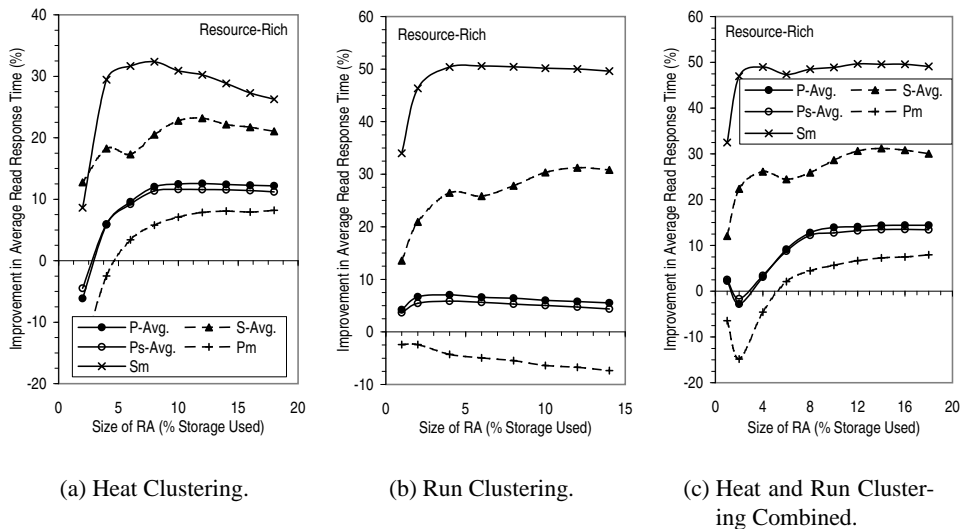 Improvement in Average Read Response Time (%)
40
30
20
10
0
-10
-20
Resource-Rich
P-Avg.
S-Avg.
Ps-Avg.
Pm
Sm
0
5
10
15
20
Size of RA (% Storage Used)
(a) Heat Clustering.
Improvement in Average Read Response Time (%)
60
50
40
30
20
10
0
-10
Resource-Rich
0
5
10
15
Size of RA (% Storage Used)
(b) Run Clustering.
Improvement in Average Read Response Time (%)
60
50
40
30
20
10
0
-10
-20
Resource-Rich
P-Avg.
S-Avg.
Ps-Avg.
Pm
Sm
0
4
8
12
16
20
Size of RA (% Storage Used)
(c) Heat and Run Cluster-
ing Combined.